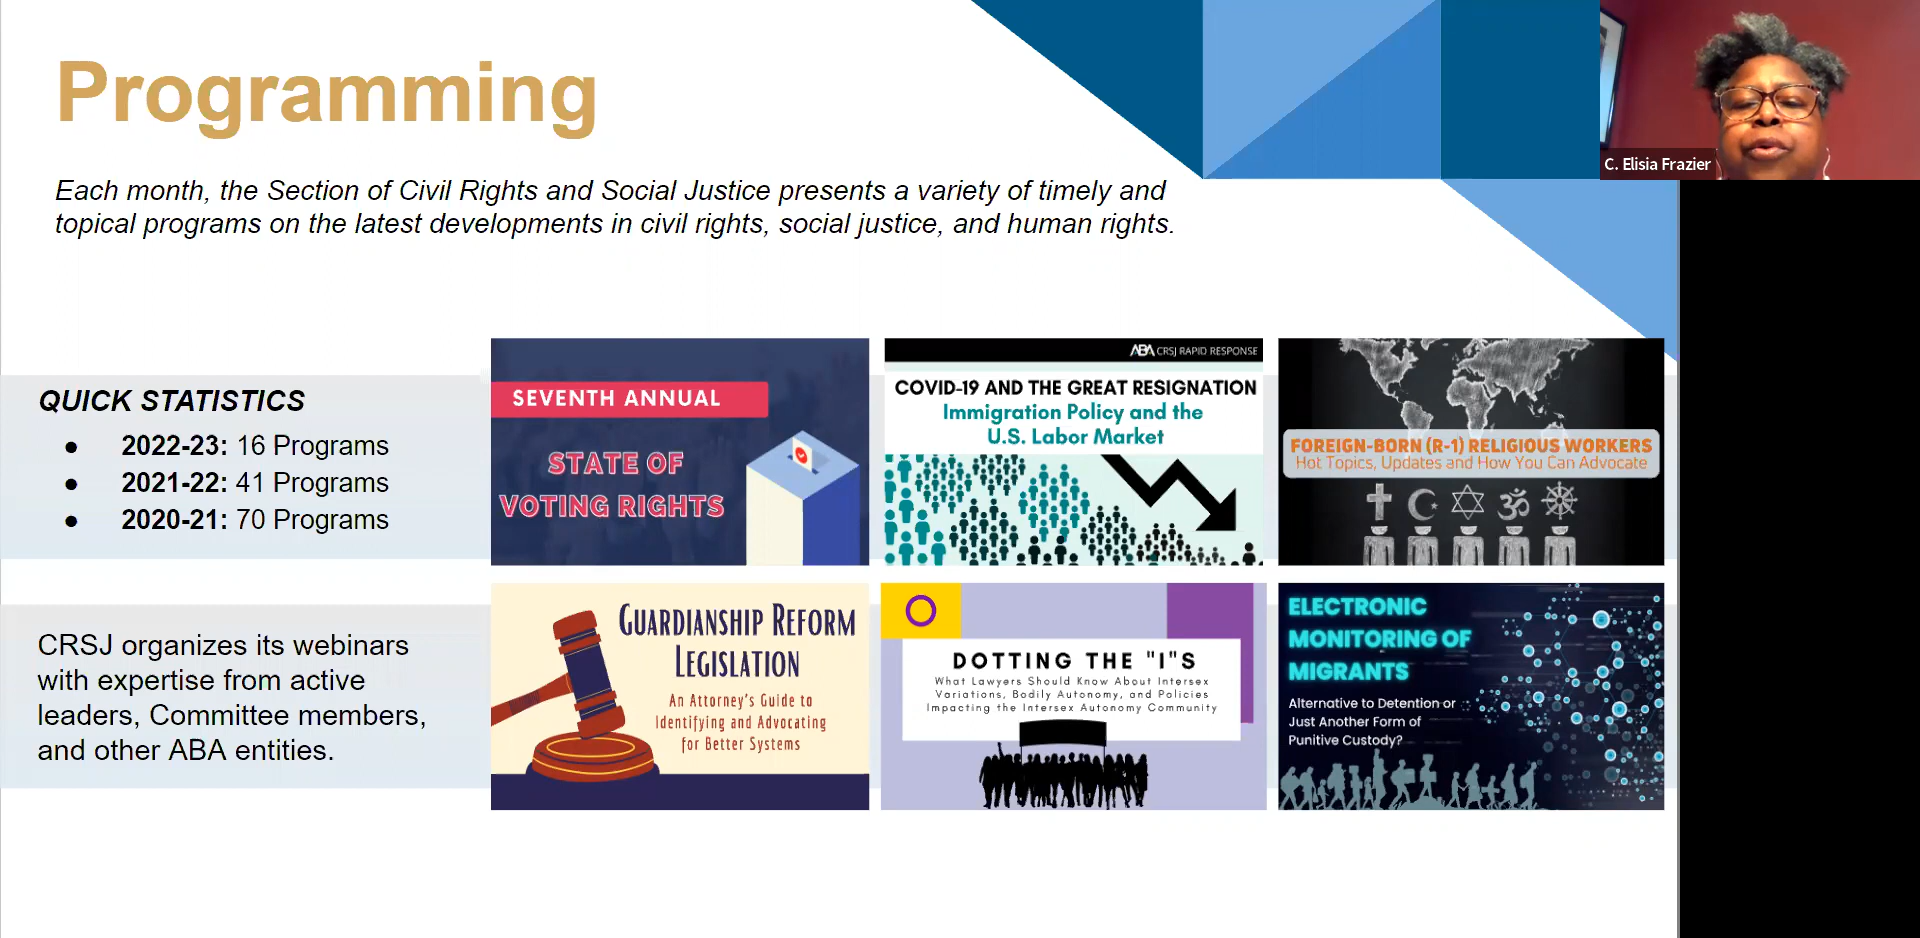 Programming
C. Elisia Frazier
Each month, the Section of Civil Rights and Social Justice presents a variety of timely and
topical programs on the latest developments in civil rights, social justice, and human rights.
QUICK STATISTICS
● 2022-23: 16 Programs
● 2021-22: 41 Programs
● 2020-21: 70 Programs
CRSJ organizes its webinars
with expertise from active
leaders, Committee members,
and other ABA entities.
SEVENTH ANNUAL
STATE OF
VOTING RIGHTS
ABA CRSJ RAPID RESPONSE
COVID-19 AND THE GREAT RESIGNATION
Immigration Policy and the
U.S. Labor Market
FOREIGN-BORN (R-1) RELIGIOUS WORKERS
Hot Topics, Updates and How You Can Advocate
GUARDIANSHIP REFORM
LEGISLATION
An Attorney's Guide to
Identifying and Advocating
for Better Systems
DOTTING THE "I"S
What Lawyers Should Know About Intersex
Variations, Bodily Autonomy, and Policies
Impacting the Intersex Autonomy Community
ELECTRONIC
MONITORING OF
MIGRANTS
Alternative to Detention or
Just Another Form of
Punitive Custody?